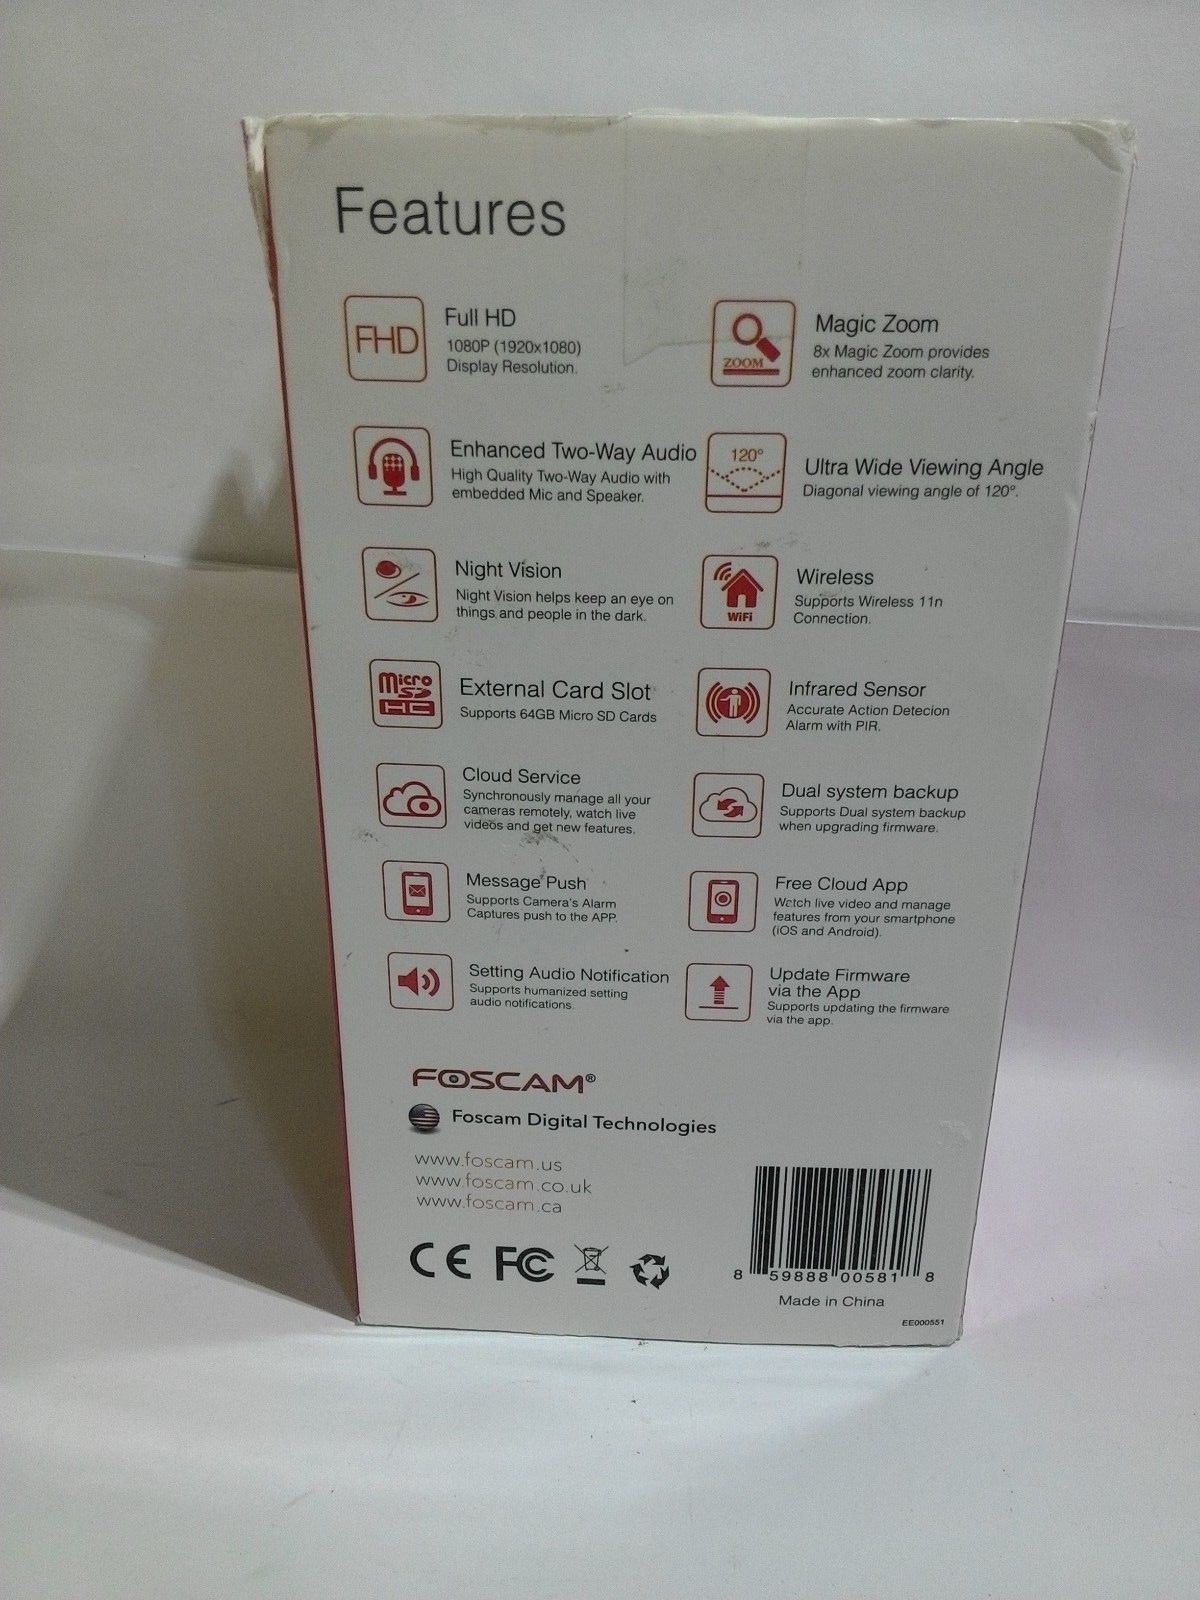 Features
FHD
Full HD
1080P (1920x1080)
Display Resolution.
ZOOM
Magic Zoom
8x Magic Zoom provides
enhanced zoom clarity.
Enhanced Two-Way Audio
High Quality Two-Way Audio with
embedded Mic and Speaker.
120°
Ultra Wide Viewing Angle
Diagonal viewing angle of 120°.
Night Vision
Night Vision helps keep an eye on
things and people in the dark.
WiFi
Wireless
Supports Wireless 11n
Connection.
Micro
SD
HC
External Card Slot
Supports 64GB Micro SD Cards
Infrared Sensor
Accurate Action Detecion
Alarm with PIR.
Cloud Service
Synchronously manage all your
cameras remotely, watch live
videos and get new features.
Dual system backup
Supports Dual system backup
when upgrading firmware.
Message Push
Supports Camera's Alarm
Captures push to the APP.
Free Cloud App
Watch live video and manage
features from your smartphone
(iOS and Android).
Setting Audio Notification
Supports humanized setting
audio notifications.
Update Firmware
via the App
Supports updating the firmware
via the app.
FOSCAM®
Foscam Digital Technologies
www.foscam.us
www.foscam.co.uk
www.foscam.ca
CE FC
8 59888 00581 8
Made in China
EE000551